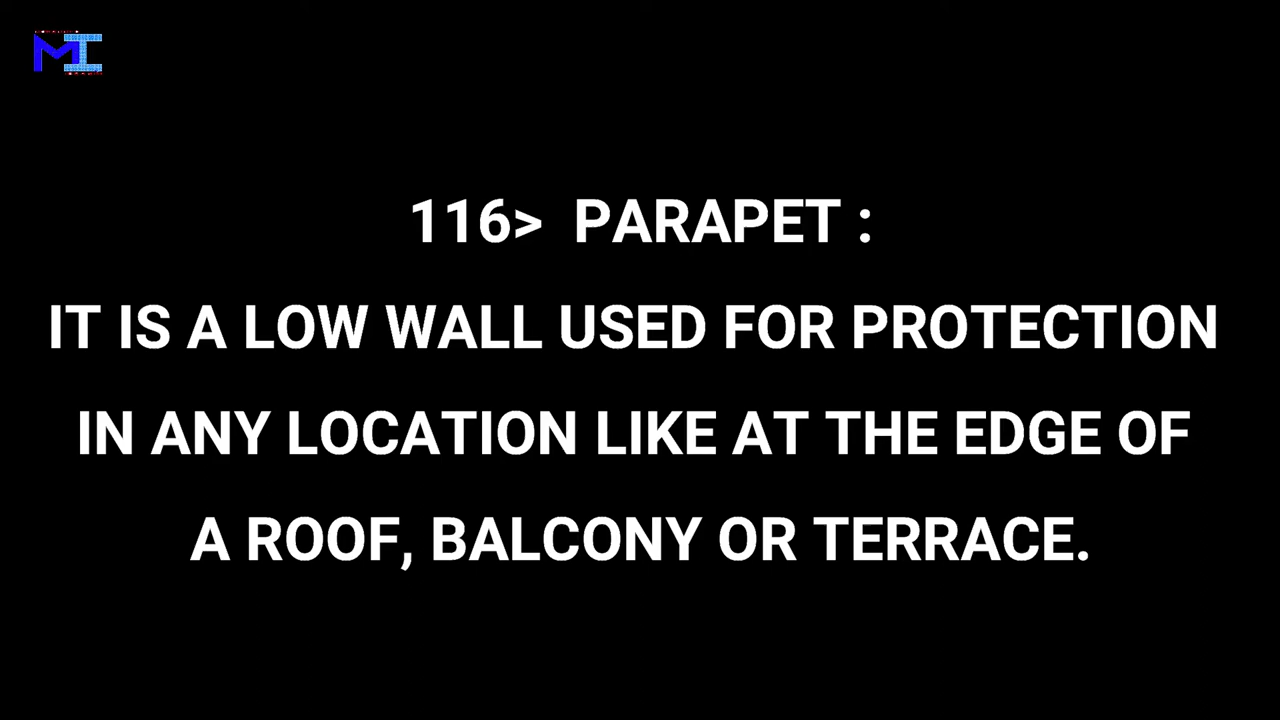 MI
116> PARAPET :
IT IS A LOW WALL USED FOR PROTECTION
IN ANY LOCATION LIKE AT THE EDGE OF
A ROOF, BALCONY OR TERRACE.